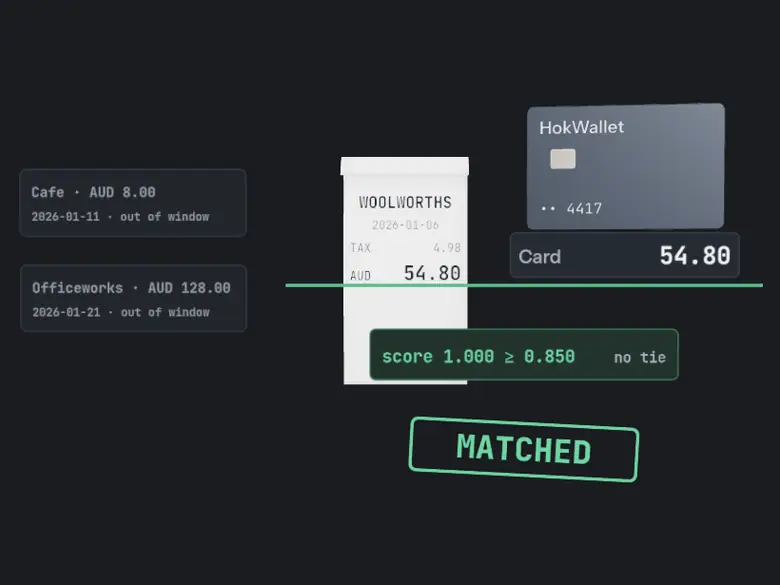 Cafe · AUD 8.00
2026-01-11 · out of window
Officeworks · AUD 128.00
2026-01-21 · out of window
WOOLWORTHS
2026-01-06
TAX 4.98
AUD 54.80
HokWallet
•• 4417
Card 54.80
score 1.000 ≥ 0.850 no tie
MATCHED